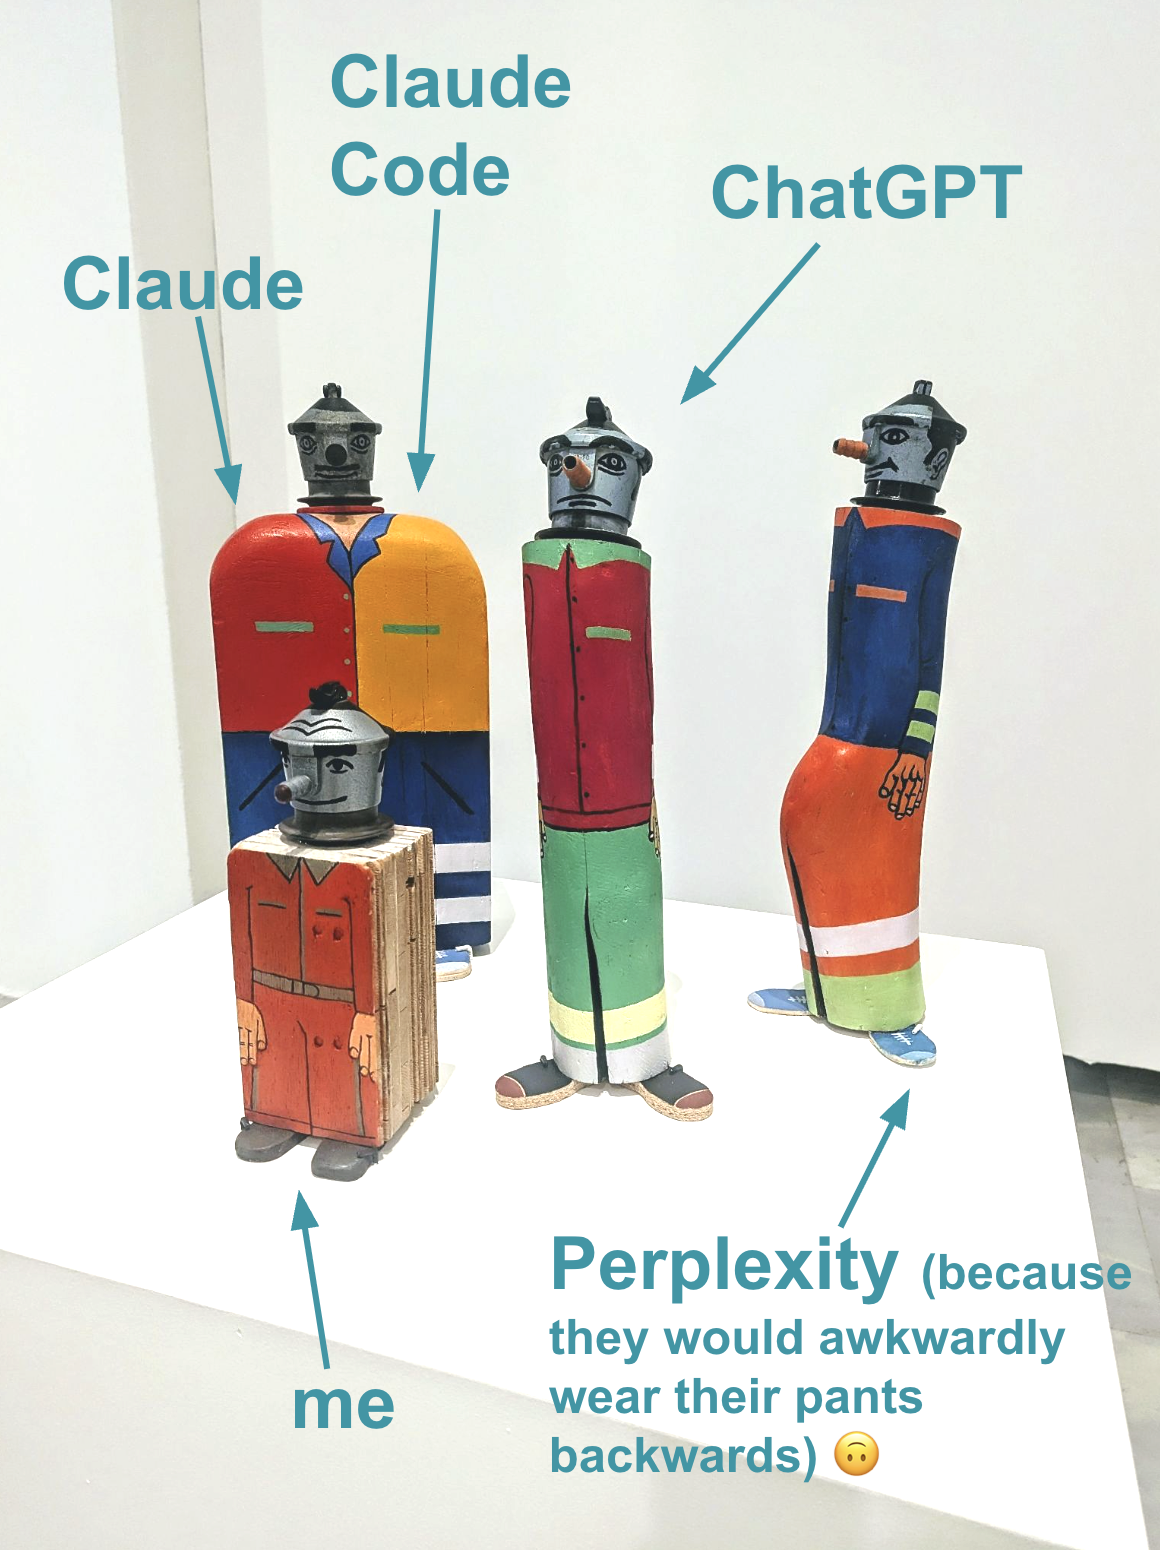 Claude
Code
ChatGPT
Claude
Perplexity (because
they would awkwardly
wear their pants
backwards) 🙃
me